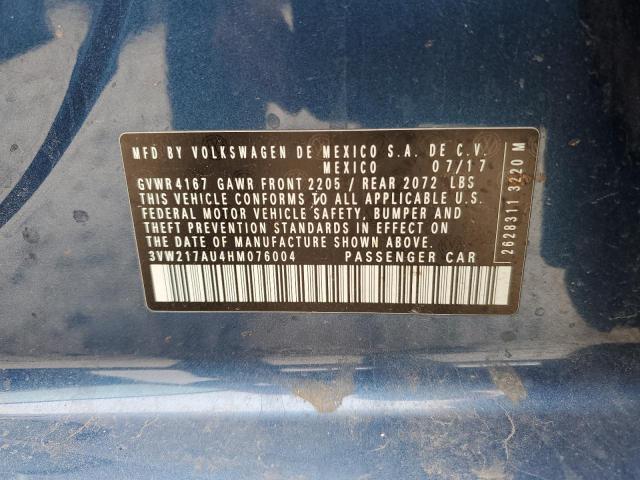 MFD BY VOLKSWAGEN DE MEXICO S.A. DE C.V.
MEXICO 07/17
GVWR 4167 GAWR FRONT 2205 / REAR 2072 LBS
THIS VEHICLE CONFORMS TO ALL APPLICABLE U.S.
FEDERAL MOTOR VEHICLE SAFETY, BUMPER AND
THEFT PREVENTION STANDARDS IN EFFECT ON
THE DATE OF MANUFACTURE SHOWN ABOVE.
3VW217AU4HM076004 PASSENGER CAR
2628311 3220 M